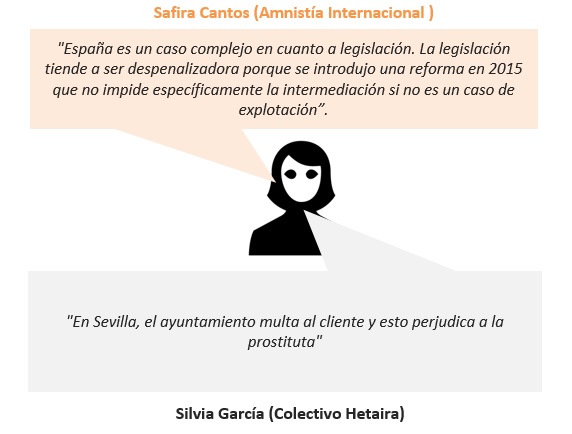 Safira Cantos (Amnistía Internacional )
"España es un caso complejo en cuanto a legislación. La legislación
tiende a ser despenalizadora porque se introdujo una reforma en 2015
que no impide específicamente la intermediación si no es un caso de
explotación”.
"En Sevilla, el ayuntamiento multa al cliente y esto perjudica a la
prostituta"
Silvia García (Colectivo Hetaira)